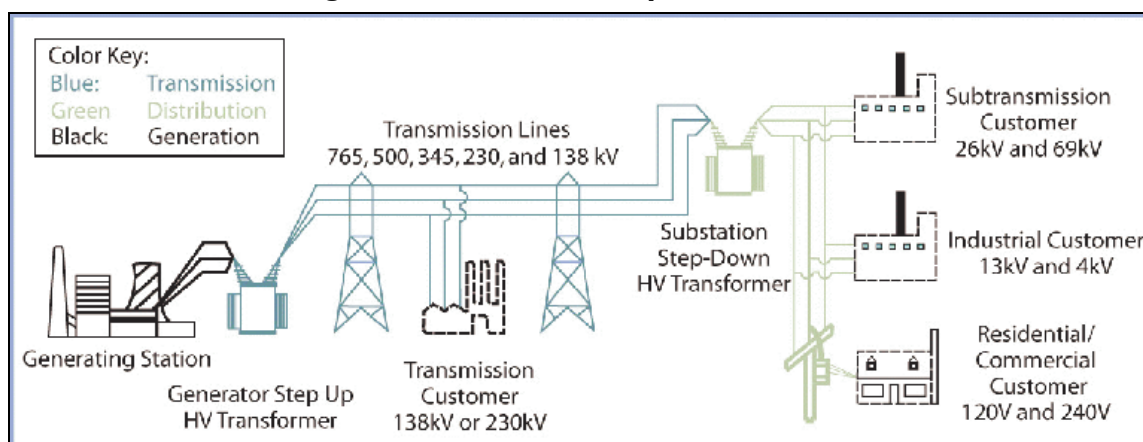 Color Key:
Blue: Transmission
Green Distribution
Black: Generation
Transmission Lines
765, 500, 345, 230, and 138 kV
Subtransmission
Customer
26kV and 69kV
Substation
Step-Down
HV Transformer
Industrial Customer
13kV and 4kV
Generating Station
Generator Step Up
HV Transformer
Transmission
Customer
138kV or 230kV
Residential/
Commercial
Customer
120V and 240V